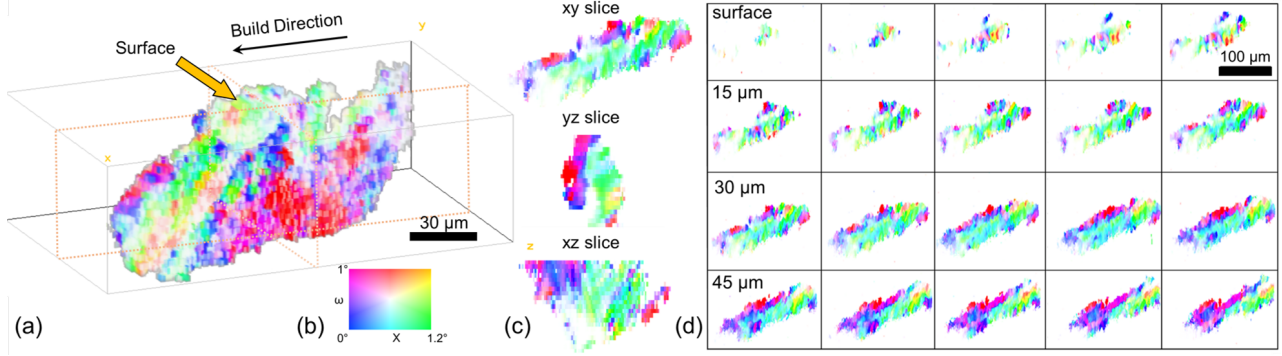 Build Direction
Surface
y
x
z
30 µm
1°
ω
0°
X
1.2°
(a)
(b)
xy slice
yz slice
xz slice
(c)
surface
100 µm
15 µm
30 µm
45 µm
(d)